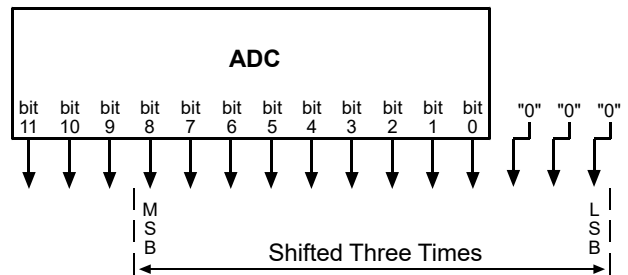 ADC
bit bit bit bit bit bit bit bit bit bit bit bit "0" "0" "0"
11 10 9 8 7 6 5 4 3 2 1 0
MSB LSB
Shifted Three Times